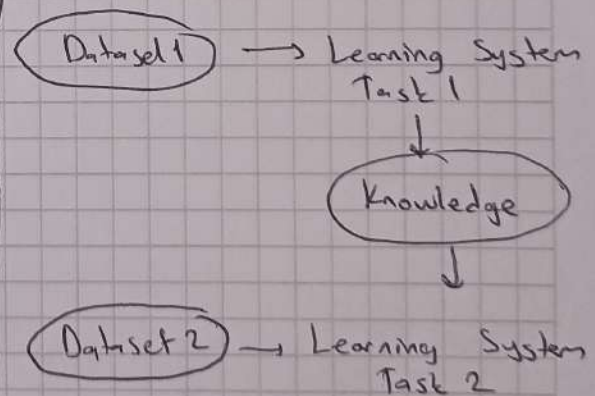 Dataset 1 → Learning System
Task 1
Knowledge
Dataset 2 → Learning System
Task 2